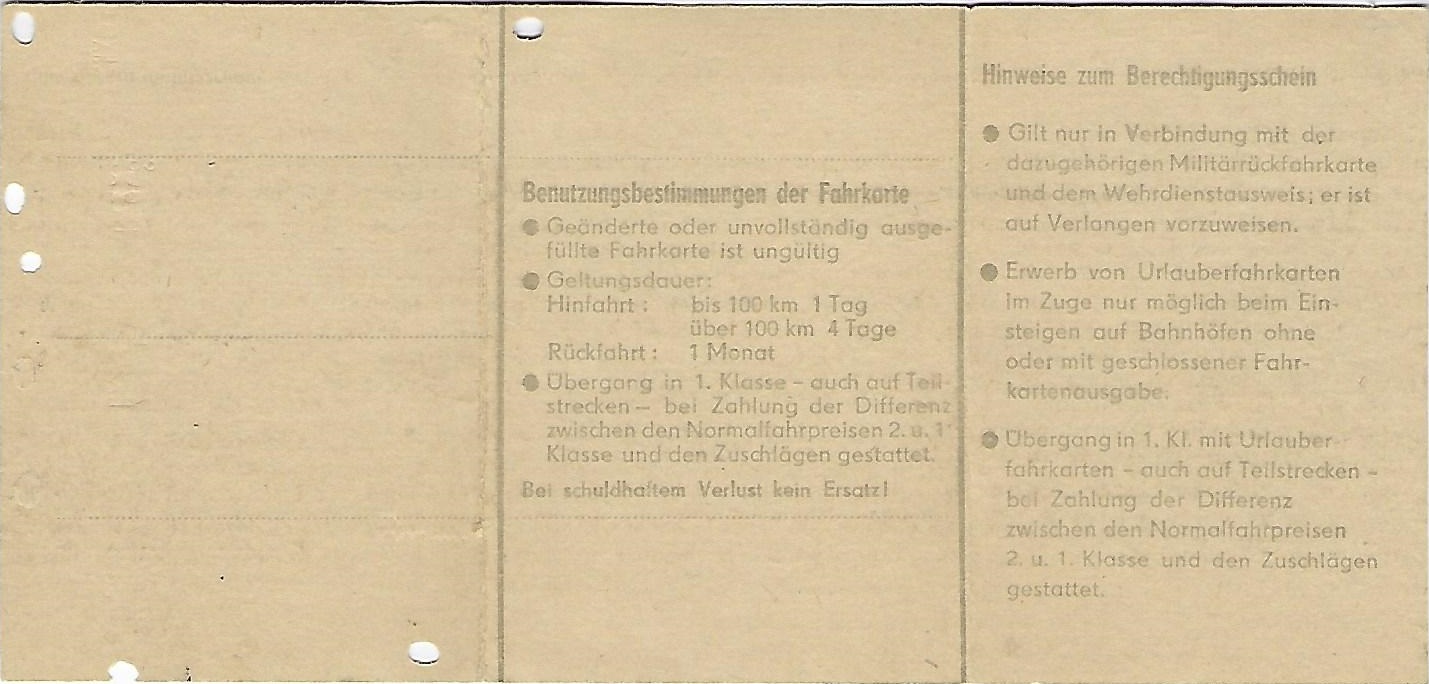 Benutzungsbestimmungen der Fahrkarte
● Geänderte oder unvollständig ausge-
füllte Fahrkarte ist ungültig
● Geltungsdauer:
Hinfahrt: bis 100 km 1 Tag
über 100 km 4 Tage
Rückfahrt: 1 Monat
● Übergang in 1. Klasse – auch auf Teil-
strecken – bei Zahlung der Differenz
zwischen den Normalfahrpreisen 2. u. 1
Klasse und den Zuschlägen gestattet.
Bei schuldhaftem Verlust kein Ersatz!
Hinweise zum Berechtigungsschein
● Gilt nur in Verbindung mit der
dazugehörigen Militärrückfahrkarte
und dem Wehrdienstausweis; er ist
auf Verlangen vorzuweisen.
● Erwerb von Urlauberfahrkarten
im Zuge nur möglich beim Ein-
steigen auf Bahnhöfen ohne
oder mit geschlossener Fahr-
kartenausgabe.
● Übergang in 1. Kl. mit Urlauber-
fahrkarten – auch auf Teilstrecken –
bei Zahlung der Differenz
zwischen den Normalfahrpreisen
2. u. 1. Klasse und den Zuschlägen
gestattet.